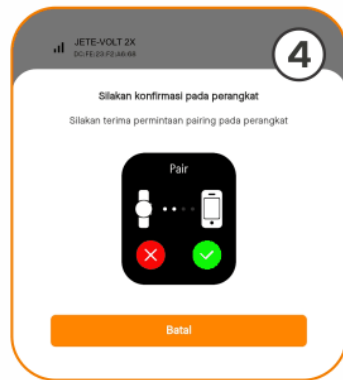 JETE-VOLT 2X
DC:FE:23:F2:A6:68
4
Silakan konfirmasi pada perangkat
Silakan terima permintaan pairing pada perangkat
Pair
Batal